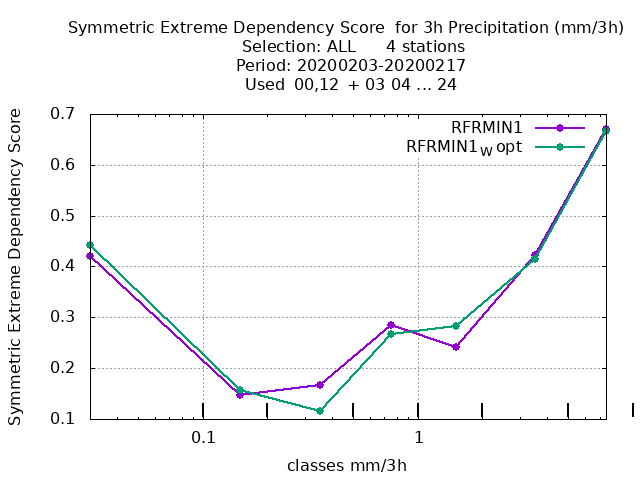 Symmetric Extreme Dependency Score  for 3h Precipitation (mm/3h)
Selection: ALL      4 stations
Period: 20200203-20200217
Used  00,12  + 03 04 ... 24
RFRMIN1
RFRMIN1W opt
0.7
0.6
0.5
0.4
0.3
0.2
0.1
Symmetric Extreme Dependency Score
0.1
1
classes mm/3h